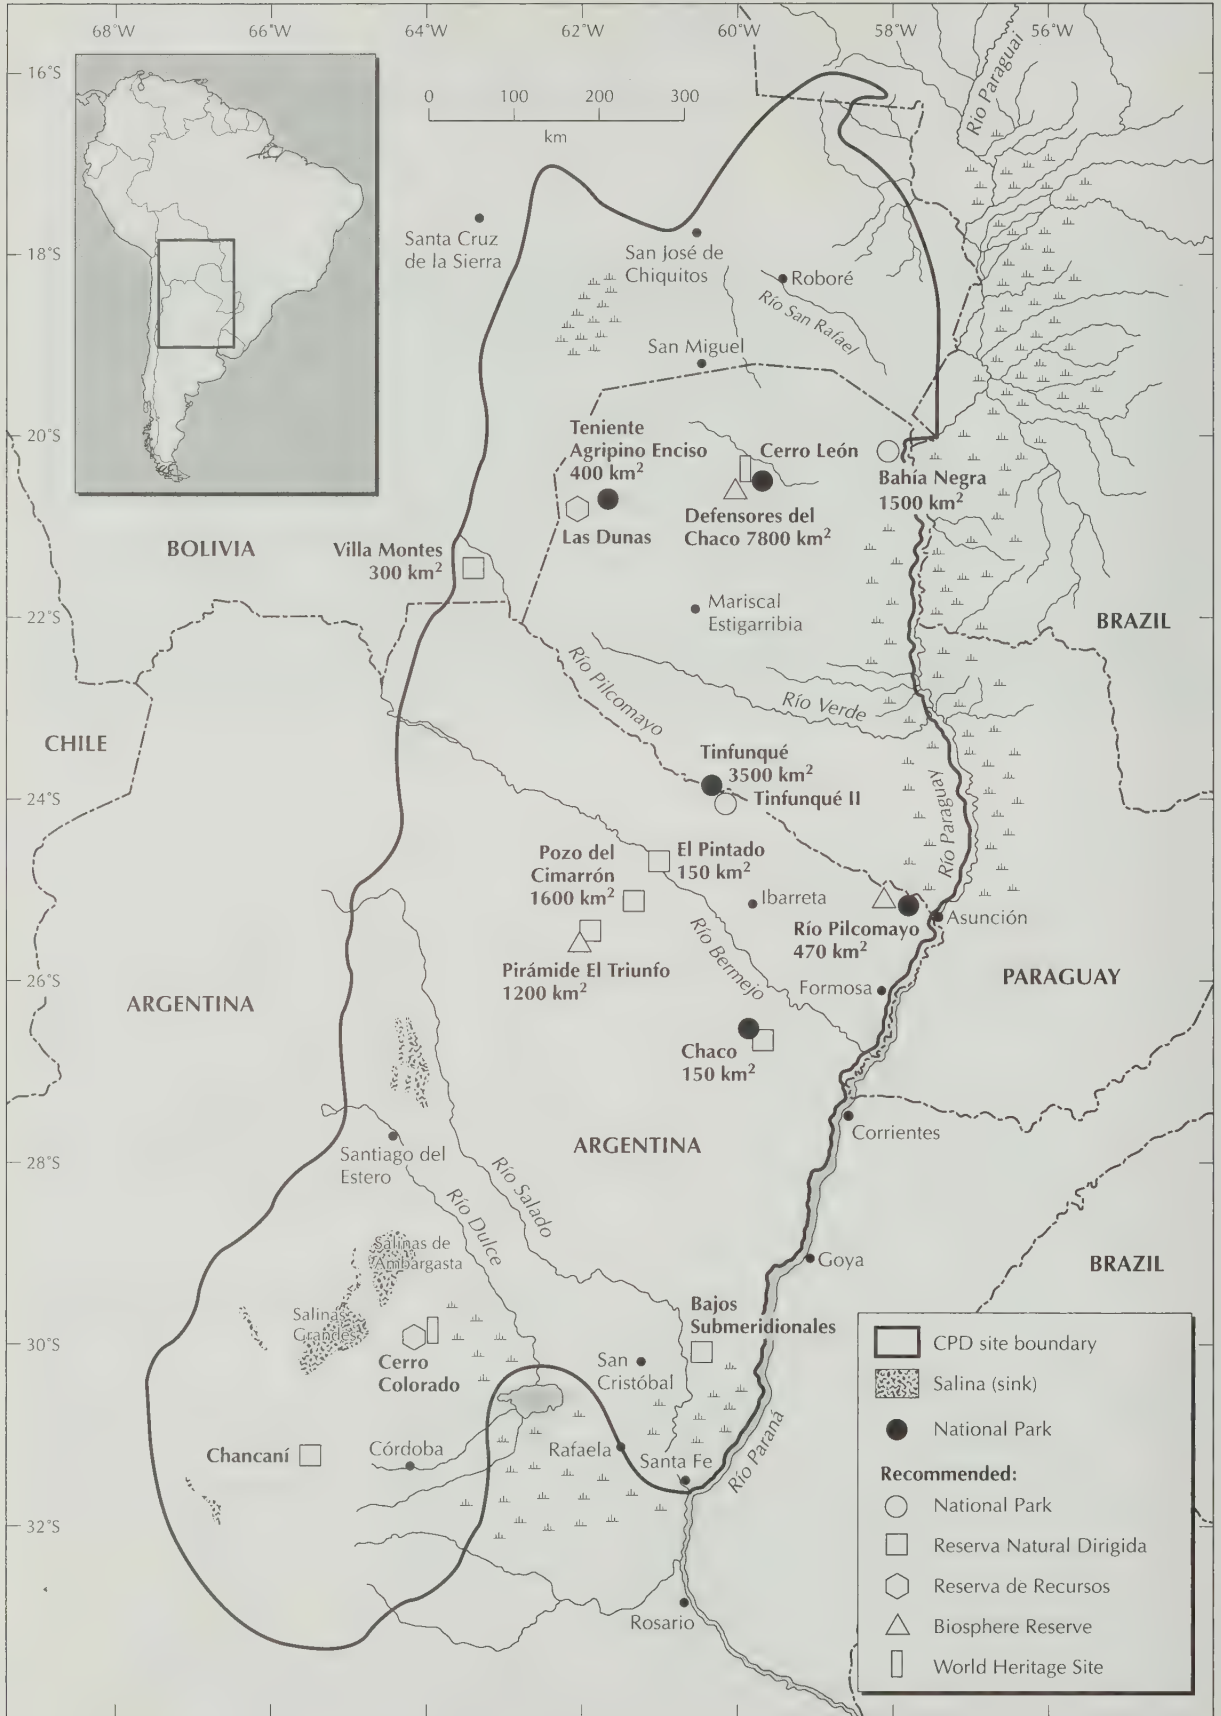 68°W
66°W
64°W
62°W
60°W
58°W
56°W
16°S
18°S
20°S
22°S
24°S
26°S
28°S
30°S
32°S
0
100
200
300
km
Río Paraguai
Santa Cruz
de la Sierra
San José de
Chiquitos
Roboré
Río San Rafael
San Miguel
Teniente
Agripino Enciso
400 km²
Cerro León
Bahía Negra
1500 km²
Las Dunas
Defensores del
Chaco 7800 km²
BOLIVIA
Villa Montes
300 km²
Mariscal
Estigarribia
BRAZIL
Río Pilcomayo
Río Verde
CHILE
Tinfunqué
3500 km²
Tinfunqué II
Río Paraguay
Pozo del
Cimarrón
1600 km²
El Pintado
150 km²
Ibarreta
Asunción
Río Pilcomayo
470 km²
Río Bermejo
Pirámide El Triunfo
1200 km²
Formosa
PARAGUAY
ARGENTINA
Chaco
150 km²
Corrientes
ARGENTINA
Santiago del
Estero
Río Salado
Río Dulce
Salinas de
Ambargasta
Goya
BRAZIL
Salinas
Grandes
Bajos
Submeridionales
Cerro
Colorado
San
Cristóbal
Chancaní
Córdoba
Rafaela
Santa Fe
Río Paraná
Rosario
CPD site boundary
Salina (sink)
National Park
Recommended:
National Park
Reserva Natural Dirigida
Reserva de Recursos
Biosphere Reserve
World Heritage Site